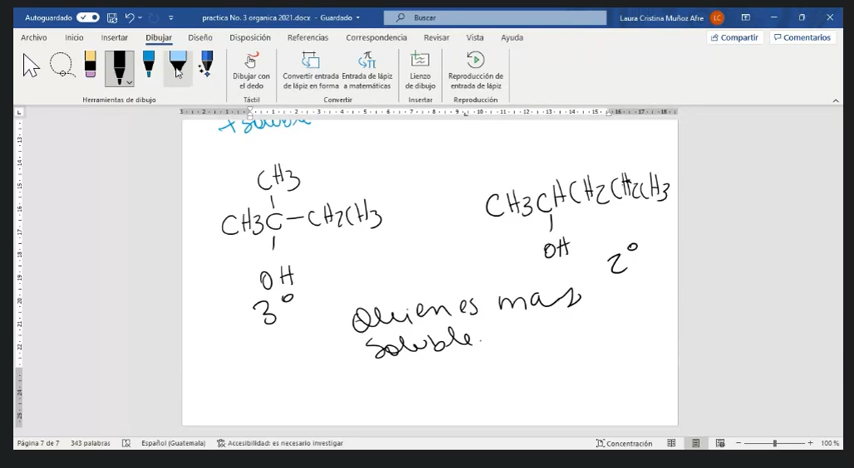 Autoguardado
practica No. 3 organica 2021.docx • Guardado
Buscar
Laura Cristina Muñoz Afre
LC
Archivo Inicio Insertar Dibujar Diseño Disposición Referencias Correspondencia Revisar Vista Ayuda
Compartir
Comentarios
Dibujar con el dedo
Convertir entrada de lápiz en forma
Entrada de lápiz a matemáticas
Lienzo de dibujo
Reproducción de entrada de lápiz
Herramientas de dibujo
Táctil
Convertir
Insertar
Reproducción
+ soluble
CH3
CH3C-CH2CH3
OH
3°
CH3CHCH2CH2CH3
OH
2°
Quien es mas
soluble.
Página 7 de 7 343 palabras Español (Guatemala) Accesibilidad: es necesario investigar Concentración 100 %